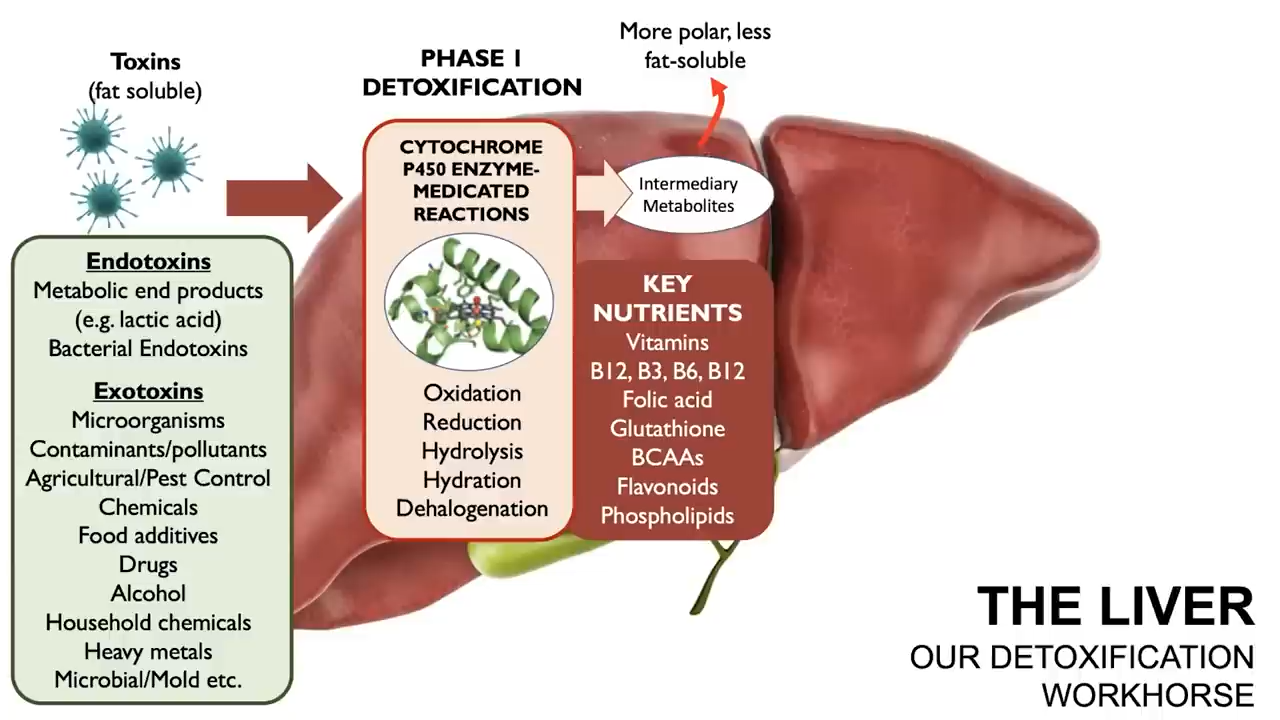 Toxins
(fat soluble)
Endotoxins
Metabolic end products
(e.g. lactic acid)
Bacterial Endotoxins
Exotoxins
Microorganisms
Contaminants/pollutants
Agricultural/Pest Control
Chemicals
Food additives
Drugs
Alcohol
Household chemicals
Heavy metals
Microbial/Mold etc.
PHASE I
DETOXIFICATION
CYTOCHROME
P450 ENZYME-
MEDICATED
REACTIONS
Oxidation
Reduction
Hydrolysis
Hydration
Dehalogenation
More polar, less
fat-soluble
Intermediary
Metabolites
KEY
NUTRIENTS
Vitamins
B12, B3, B6, B12
Folic acid
Glutathione
BCAAs
Flavonoids
Phospholipids
THE LIVER
OUR DETOXIFICATION
WORKHORSE